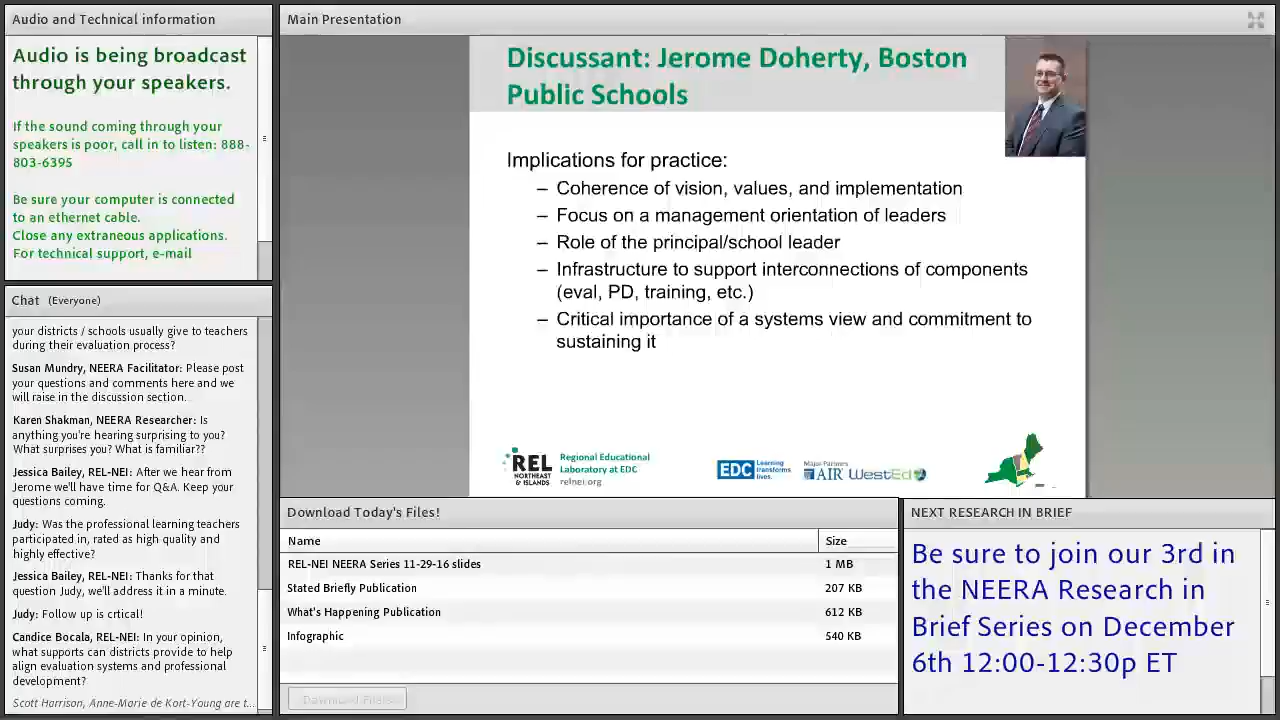 Audio and Technical information
Audio is being broadcast
through your speakers.
If the sound coming through your
speakers is poor, call in to listen: 888-
803-6395
Be sure your computer is connected
to an ethernet cable.
Close any extraneous applications.
For technical support, e-mail
Chat (Everyone)
your districts / schools usually give to teachers
during their evaluation process?
Susan Mundry, NEERA Facilitator: Please post
your questions and comments here and we
will raise in the discussion section.
Karen Shakman, NEERA Researcher: Is
anything you're hearing surprising to you?
What surprises you? What is familiar??
Jessica Bailey, REL-NEI: After we hear from
Jerome we'll have time for Q&A. Keep your
questions coming.
Judy: Was the professional learning teachers
participated in, rated as high quality and
highly effective?
Jessica Bailey, REL-NEI: Thanks for that
question Judy, we'll address it in a minute.
Judy: Follow up is crtical!
Candice Bocala, REL-NEI: In your opinion,
what supports can districts provide to help
align evaluation systems and professional
development?
Scott Harrison, Anne-Marie de Kort-Young are t...
Main Presentation
Discussant: Jerome Doherty, Boston
Public Schools
Implications for practice:
– Coherence of vision, values, and implementation
– Focus on a management orientation of leaders
– Role of the principal/school leader
– Infrastructure to support interconnections of components
(eval, PD, training, etc.)
– Critical importance of a systems view and commitment to
sustaining it
REL
NORTHEAST
& ISLANDS
Regional Educational
Laboratory at EDC
relnei.org
EDC Learning
transforms
lives.
Major Partners
AIR WestEd
Download Today's Files!
Name Size
REL-NEI NEERA Series 11-29-16 slides 1 MB
Stated Briefly Publication 207 KB
What's Happening Publication 612 KB
Infographic 540 KB
Download File(s)
NEXT RESEARCH IN BRIEF
Be sure to join our 3rd in
the NEERA Research in
Brief Series on December
6th 12:00-12:30p ET